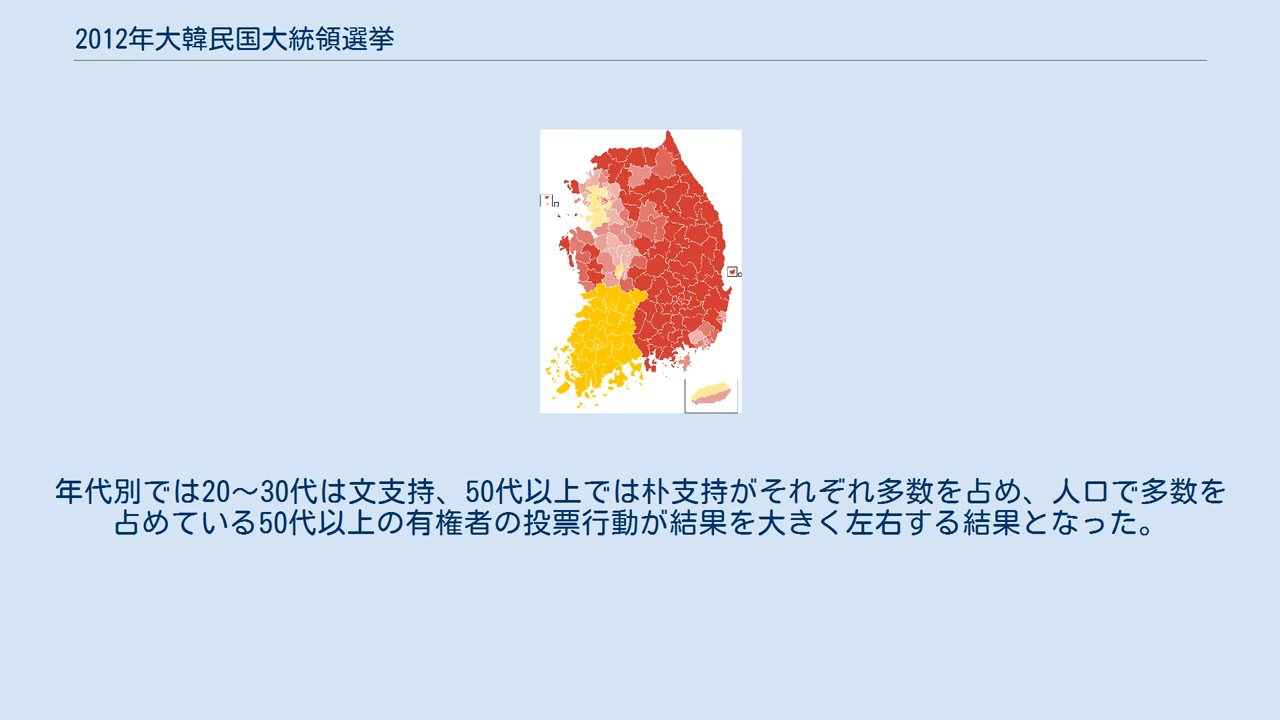 2012年大韓民国大統領選挙
年代別では20～30代は文支持、50代以上では朴支持がそれぞれ多数を占め、人口で多数を
占めている50代以上の有権者の投票行動が結果を大きく左右する結果となった。